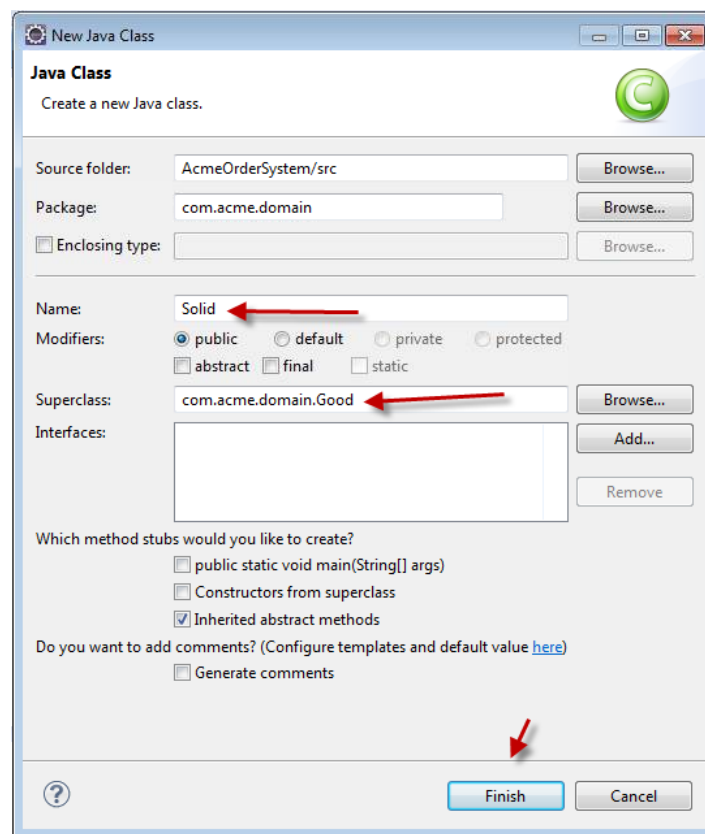 New Java Class
Java Class
Create a new Java class.
C
Source folder: AcmeOrderSystem/src Browse...
Package: com.acme.domain Browse...
Enclosing type: Browse...
Name: Solid
Modifiers: public default private protected
abstract final static
Superclass: com.acme.domain.Good Browse...
Interfaces: Add...
Remove
Which method stubs would you like to create?
public static void main(String[] args)
Constructors from superclass
Inherited abstract methods
Do you want to add comments? (Configure templates and default value here)
Generate comments
? Finish Cancel